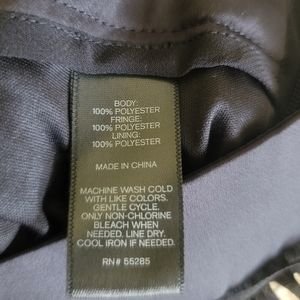 BODY:
100% POLYESTER
FRINGE:
100% POLYESTER
LINING:
100% POLYESTER
MADE IN CHINA
MACHINE WASH COLD
WITH LIKE COLORS.
GENTLE CYCLE.
ONLY NON-CHLORINE
BLEACH WHEN
NEEDED. LINE DRY.
COOL IRON IF NEEDED.
RN# 55285